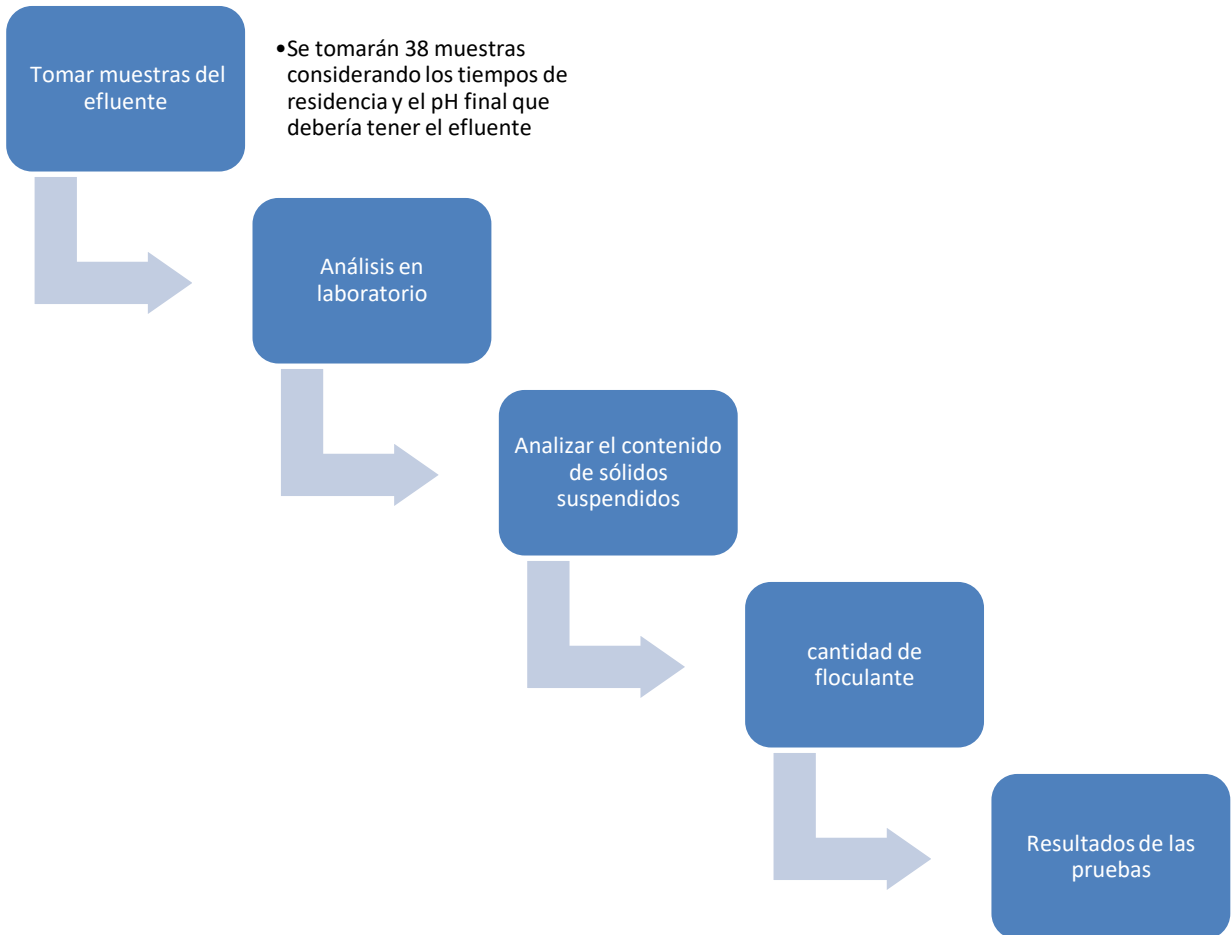 Tomar muestras del
efluente
•Se tomarán 38 muestras
considerando los tiempos de
residencia y el pH final que
debería tener el efluente
Análisis en
laboratorio
Analizar el contenido
de sólidos
suspendidos
cantidad de
floculante
Resultados de las
pruebas